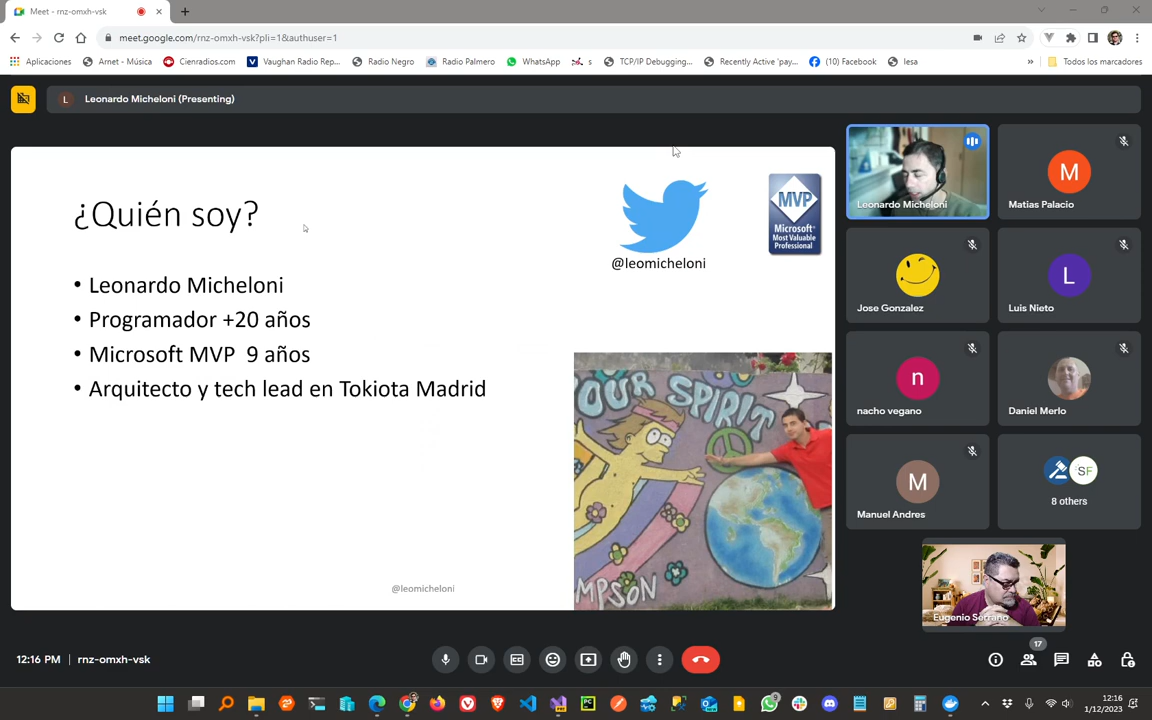 Meet - rnz-omxh-vsk
meet.google.com/rnz-omxh-vsk?pli=1&authuser=1
Aplicaciones
Arnet - Música
Cienradios.com
Vaughan Radio Rep...
Radio Negro
Radio Palmero
WhatsApp
s
TCP/IP Debugging...
Recently Active 'pay...
(10) Facebook
Iesa
»
Todos los marcadores
L
Leonardo Micheloni (Presenting)
¿Quién soy?
• Leonardo Micheloni
• Programador +20 años
• Microsoft MVP 9 años
• Arquitecto y tech lead en Tokiota Madrid
@leomicheloni
MVP
Microsoft®
Most Valuable
Professional
OUR SPIRIT
MPSON
@leomicheloni
Leonardo Micheloni
M
Matias Palacio
Jose Gonzalez
L
Luis Nieto
n
nacho vegano
Daniel Merlo
M
Manuel Andres
SF
8 others
Eugenio Serrano
12:16 PM | rnz-omxh-vsk
17
9
12:16
1/12/2023